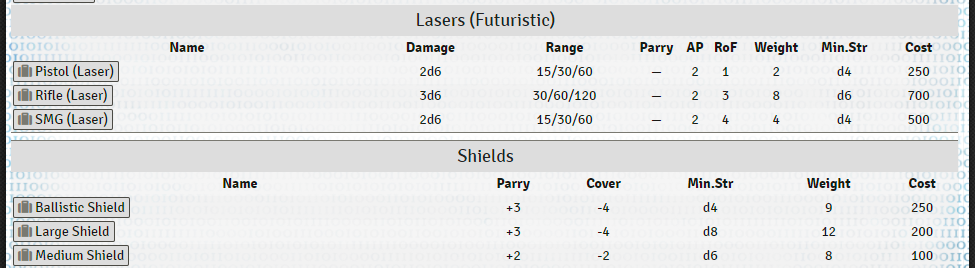 Lasers (Futuristic)
Name Damage Range Parry AP RoF Weight Min.Str Cost
Pistol (Laser) 2d6 15/30/60 — 2 1 2 d4 250
Rifle (Laser) 3d6 30/60/120 — 2 3 8 d6 700
SMG (Laser) 2d6 15/30/60 — 2 4 4 d4 500
Shields
Name Parry Cover Min.Str Weight Cost
Ballistic Shield +3 -4 d4 9 250
Large Shield +3 -4 d8 12 200
Medium Shield +2 -2 d6 8 100